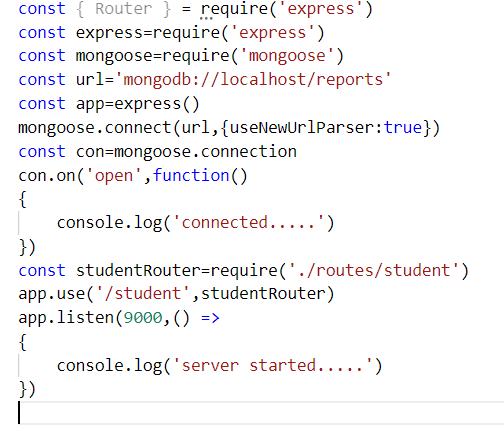 const { Router } = require('express')
const express=require('express')
const mongoose=require('mongoose')
const url='mongodb://localhost/reports'
const app=express()
mongoose.connect(url,{useNewUrlParser:true})
const con=mongoose.connection
con.on('open',function()
{
    console.log('connected.....')
})
const studentRouter=require('./routes/student')
app.use('/student',studentRouter)
app.listen(9000,() =>
{
    console.log('server started.....')
})